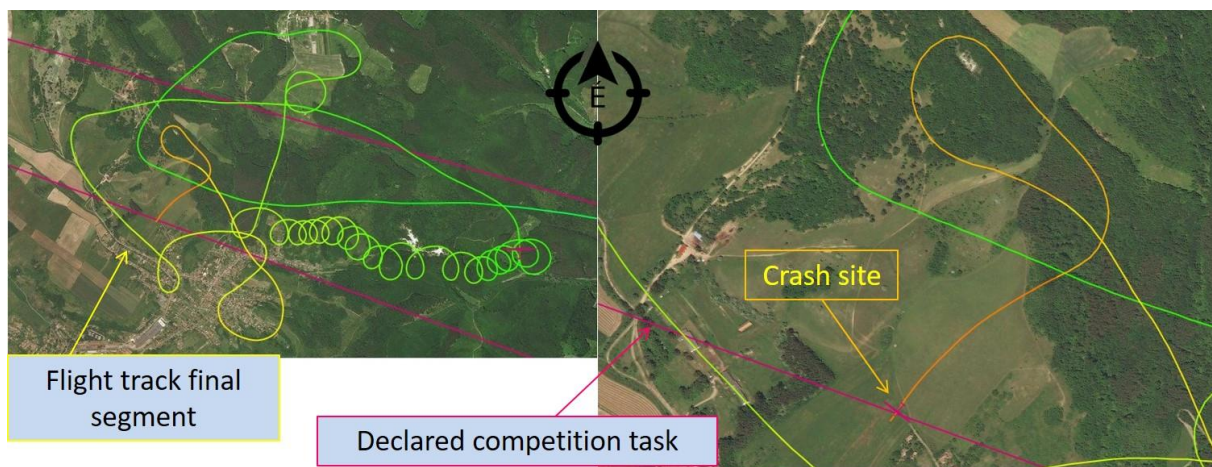 É
Crash site
Flight track final
segment
Declared competition task